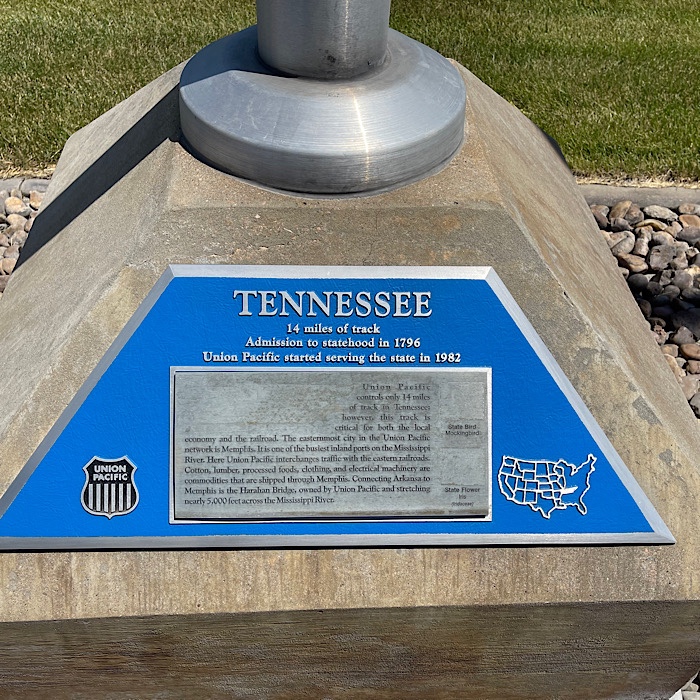 TENNESSEE
14 miles of track
Admission to statehood in 1796
Union Pacific started serving the state in 1982
Union Pacific
controls only 14 miles
of track in Tennessee;
however, this track is
critical for both the local
economy and the railroad. The easternmost city in the Union Pacific
network is Memphis. It is one of the busiest inland ports on the Mississippi
River. Here Union Pacific interchanges traffic with the eastern railroads.
Cotton, lumber, processed foods, clothing, and electrical machinery are
commodities that are shipped through Memphis. Connecting Arkansas to
Memphis is the Harahan Bridge, owned by Union Pacific and stretching
nearly 5,000 feet across the Mississippi River.
State Bird
Mockingbird
State Flower
Iris
UNION
PACIFIC